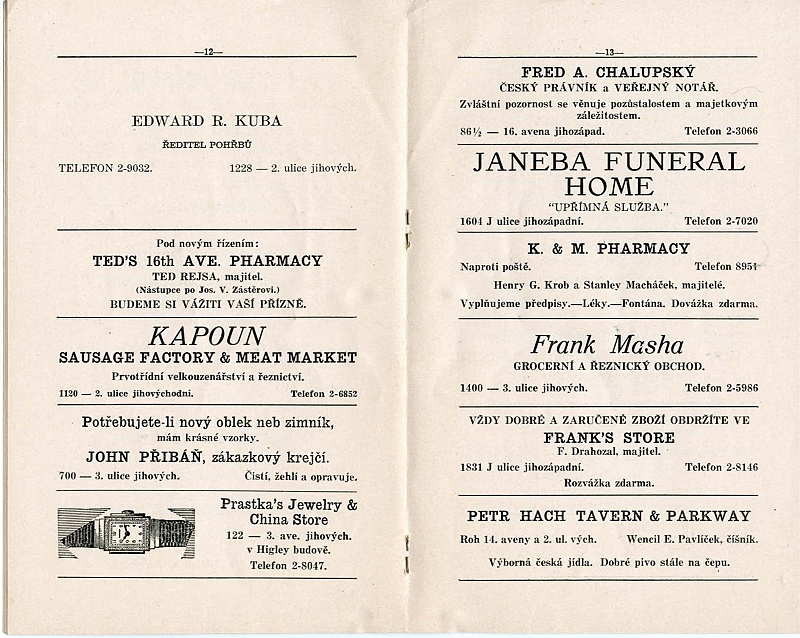 —12—
EDWARD R. KUBA
ŘEDITEL POHŘBŮ
TELEFON 2-9032. 1228 — 2. ulice jihových.
Pod novým řízením:
TED'S 16th AVE. PHARMACY
TED REJSA, majitel.
(Nástupce po Jos. V. Zástěrovi.)
BUDEME SI VÁŽITI VAŠÍ PŘÍZNĚ.
KAPOUN
SAUSAGE FACTORY & MEAT MARKET
Prvotřídní velkouzenářství a řeznictví.
1120 — 2. ulice jihovýchodní. Telefon 2-6852
Potřebujete-li nový oblek neb zimník,
mám krásné vzorky.
JOHN PŘIBÁŇ, zákazkový krejčí.
700 — 3. ulice jihových. Čistí, žehlí a opravuje.
Prastka's Jewelry &
China Store
122 — 3. ave. jihových.
v Higley budově.
Telefon 2-8047.
—13—
FRED A. CHALUPSKÝ
ČESKÝ PRÁVNÍK a VEŘEJNÝ NOTÁŘ.
Zvláštní pozornost se věnuje pozůstalostem a majetkovým
záležitostem.
86½ — 16. avena jihozápad. Telefon 2-3066
JANEBA FUNERAL
HOME
"UPŘÍMNÁ SLUŽBA."
1604 J ulice jihozápadní. Telefon 2-7020
K. & M. PHARMACY
Naproti poště. Telefon 8951
Henry G. Krob a Stanley Macháček, majitelé.
Vyplňujeme předpisy.—Léky.—Fontána. Dovážka zdarma.
Frank Masha
GROCERNÍ A ŘEZNICKÝ OBCHOD.
1400 — 3. ulice jihových. Telefon 2-5986
VŽDY DOBRÉ A ZARUČENÉ ZBOŽÍ OBDRŽÍTE VE
FRANK'S STORE
F. Drahozal, majitel.
1831 J ulice jihozápadní. Telefon 2-8146
Rozvážka zdarma.
PETR HACH TAVERN & PARKWAY
Roh 14. aveny a 2. ul. vých. Wencil E. Pavlíček, číšník.
Výborná česká jídla. Dobré pivo stále na čepu.